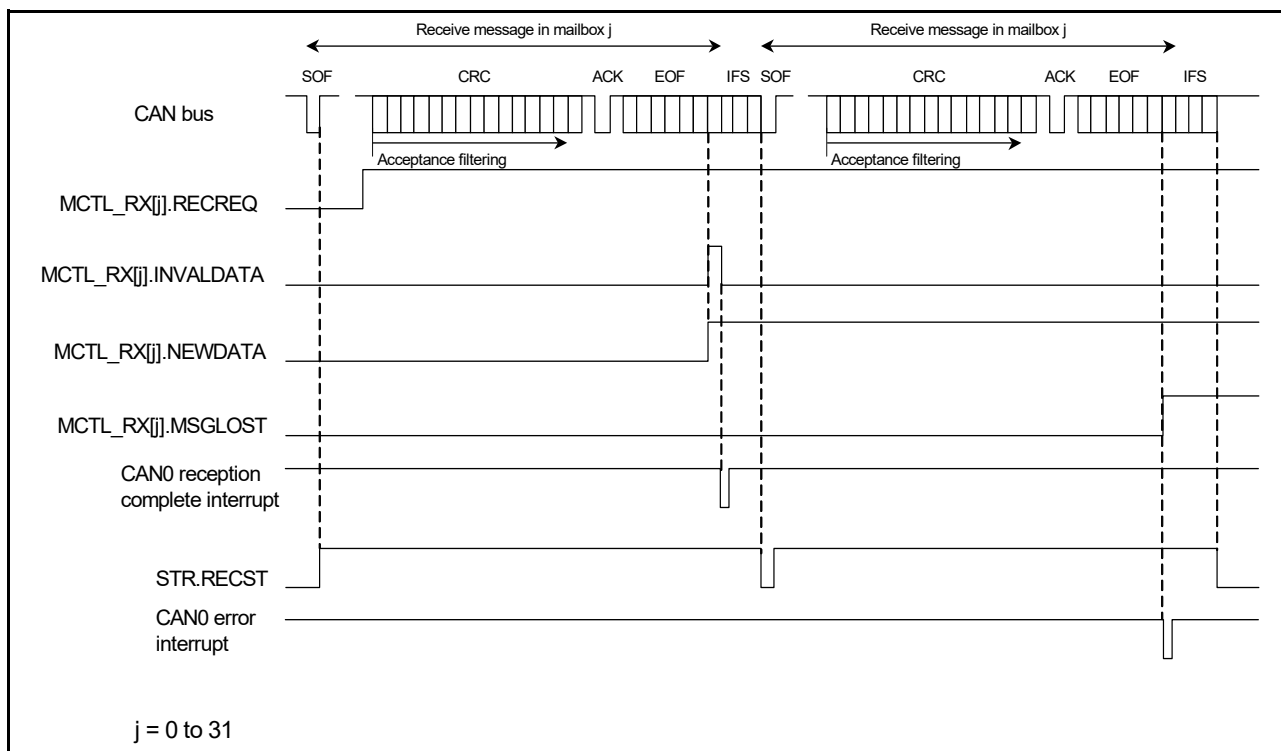 Receive message in mailbox j Receive message in mailbox j
SOF CRC ACK EOF IFS SOF CRC ACK EOF IFS
CAN bus
Acceptance filtering Acceptance filtering
MCTL_RX[j].RECREQ
MCTL_RX[j].INVALDATA
MCTL_RX[j].NEWDATA
MCTL_RX[j].MSGLOST
CAN0 reception
complete interrupt
STR.RECST
CAN0 error
interrupt
j = 0 to 31